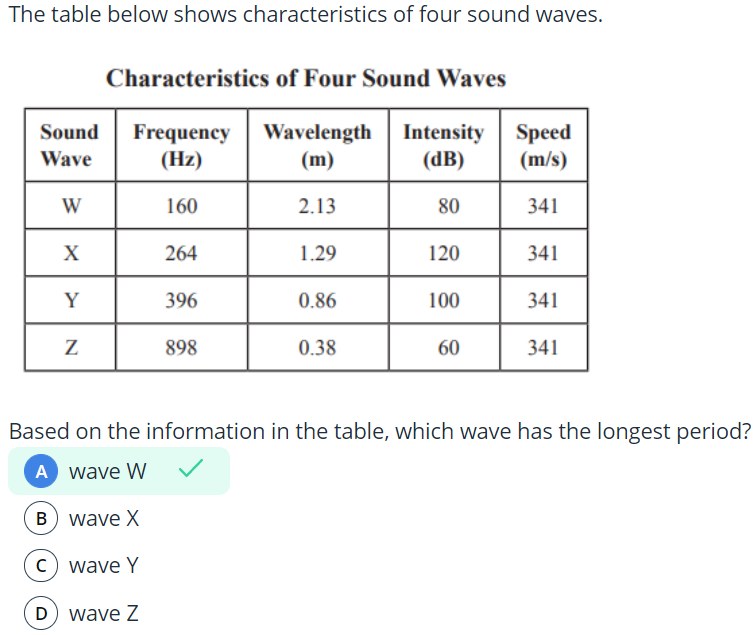 The table below shows characteristics of four sound waves.
Characteristics of Four Sound Waves
Sound Wave Frequency (Hz) Wavelength (m) Intensity (dB) Speed (m/s)
W 160 2.13 80 341
X 264 1.29 120 341
Y 396 0.86 100 341
Z 898 0.38 60 341
Based on the information in the table, which wave has the longest period?
A wave W
B wave X
C wave Y
D wave Z